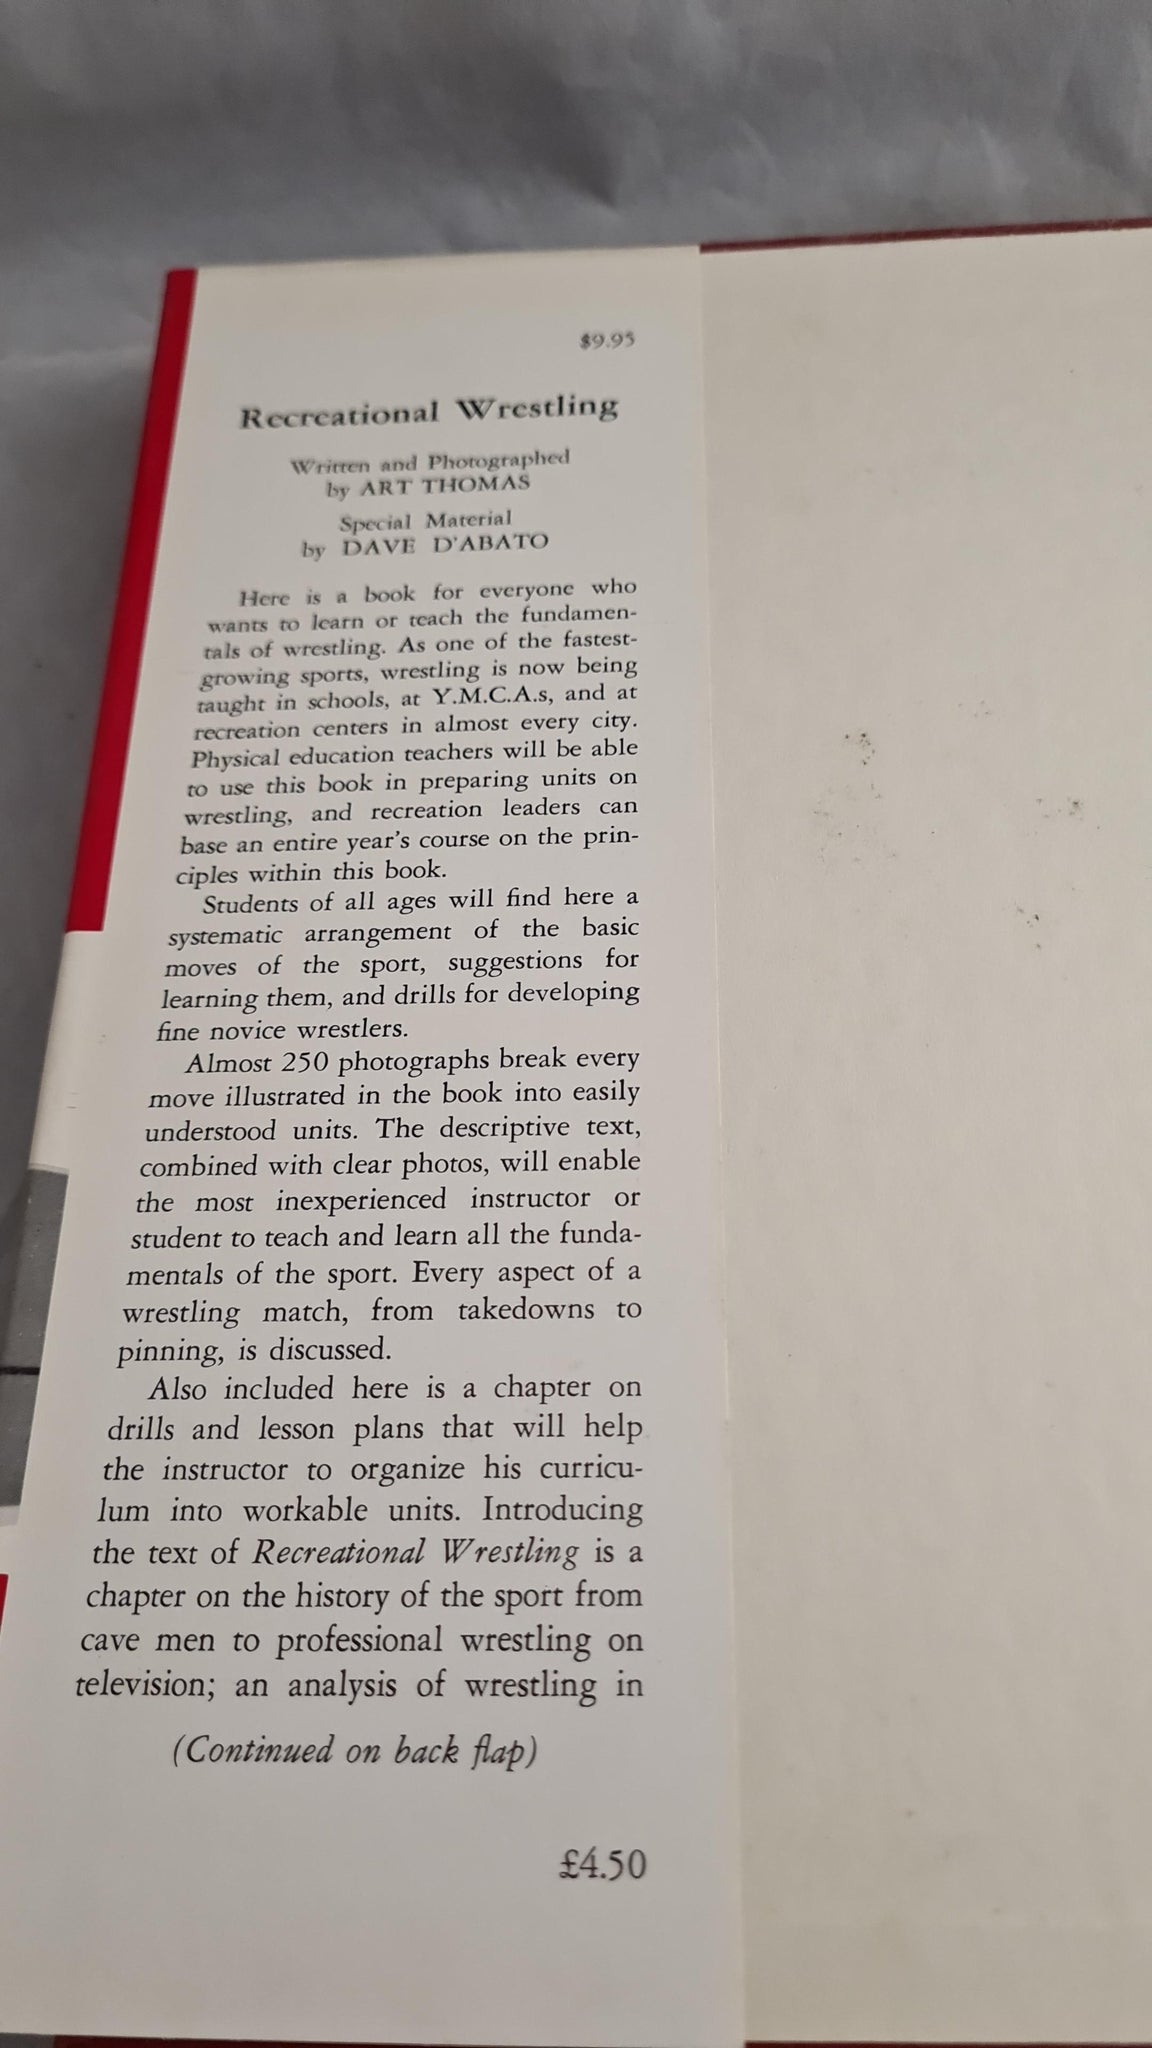 $9.95
Recreational Wrestling
Written and Photographed
by ART THOMAS
Special Material
by DAVE D'ABATO
Here is a book for everyone who
wants to learn or teach the fundamen-
tals of wrestling. As one of the fastest-
growing sports, wrestling is now being
taught in schools, at Y.M.C.A.s, and at
recreation centers in almost every city.
Physical education teachers will be able
to use this book in preparing units on
wrestling, and recreation leaders can
base an entire year's course on the prin-
ciples within this book.
Students of all ages will find here a
systematic arrangement of the basic
moves of the sport, suggestions for
learning them, and drills for developing
fine novice wrestlers.
Almost 250 photographs break every
move illustrated in the book into easily
understood units. The descriptive text,
combined with clear photos, will enable
the most inexperienced instructor or
student to teach and learn all the funda-
mentals of the sport. Every aspect of a
wrestling match, from takedowns to
pinning, is discussed.
Also included here is a chapter on
drills and lesson plans that will help
the instructor to organize his curricu-
lum into workable units. Introducing
the text of Recreational Wrestling is a
chapter on the history of the sport from
cave men to professional wrestling on
television; an analysis of wrestling in
(Continued on back flap)
£4.50